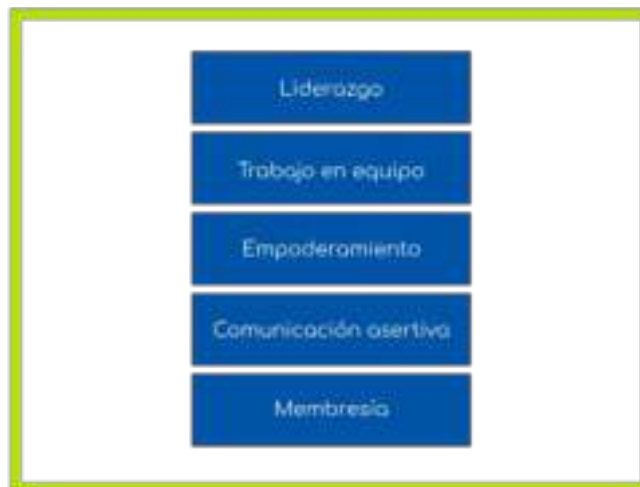 Liderazgo
Trabajo en equipo
Empoderamiento
Comunicación asertiva
Membresía